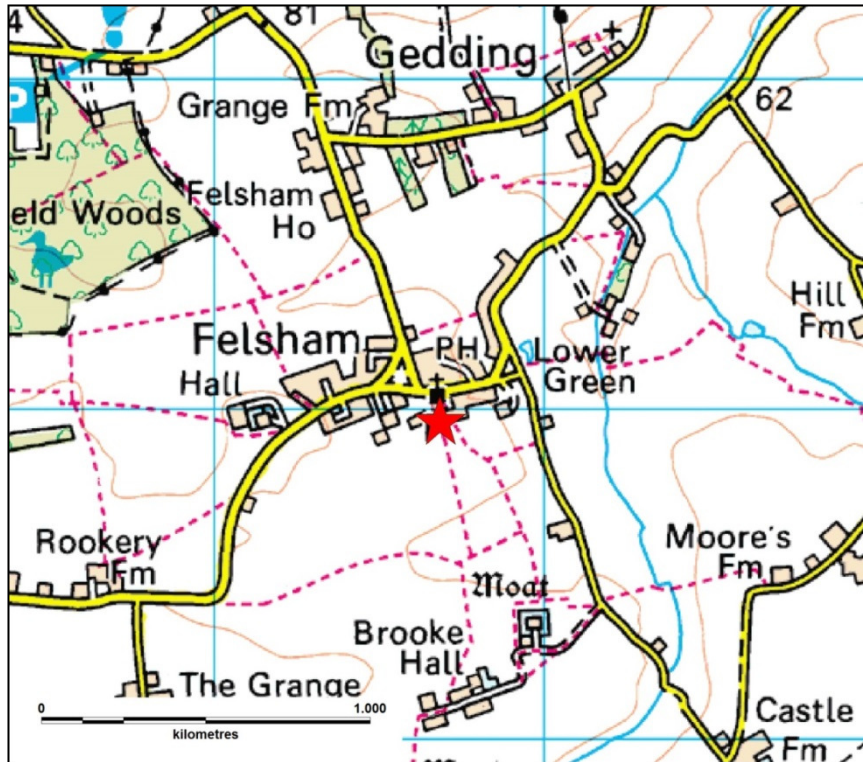 4
81
Gedding
Grange Fm
62
P
Felsham
Ho
eld Woods
Hill
Fm
Felsham
PH
Lower
Green
Hall
Rookery
Fm
Moore's
Fm
Moat
Brooke
Hall
The Grange
0
1.000
kilometres
Castle
Fm